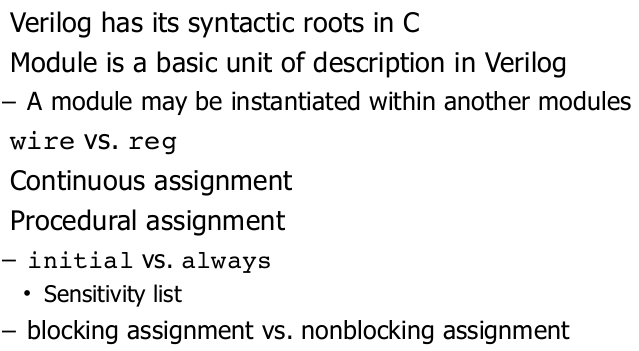 Verilog has its syntactic roots in C
Module is a basic unit of description in Verilog
– A module may be instantiated within another modules
wire vs. reg
Continuous assignment
Procedural assignment
– initial vs. always
• Sensitivity list
– blocking assignment vs. nonblocking assignment